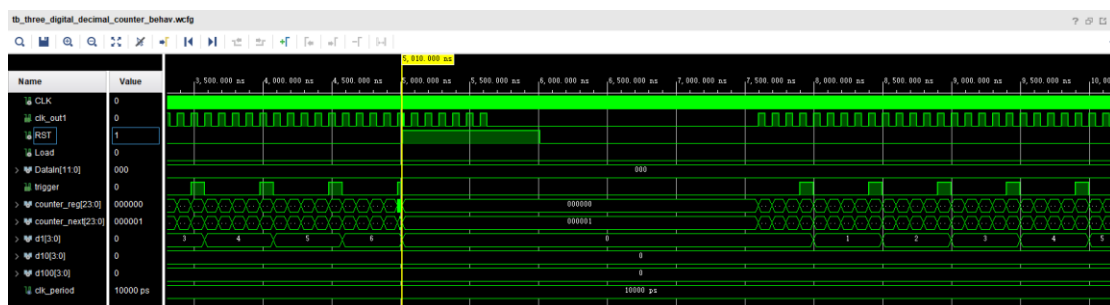 tb_three_digital_decimal_counter_behav.wcfg
5,010.000 ns
Name Value 3,500.000 ns 4,000.000 ns 4,500.000 ns 5,000.000 ns 5,500.000 ns 6,000.000 ns 6,500.000 ns 7,000.000 ns 7,500.000 ns 8,000.000 ns 8,500.000 ns 9,000.000 ns 9,500.000 ns 10,00
CLK 0
clk_out1 0
RST 1
Load 0
DataIn[11:0] 000 000
trigger 0
counter_reg[23:0] 000000 000000
counter_next[23:0] 000001 000001
d1[3:0] 0 3 4 5 6 0 1 2 3 4 5
d10[3:0] 0 0
d100[3:0] 0 0
clk_period 10000 ps 10000 ps